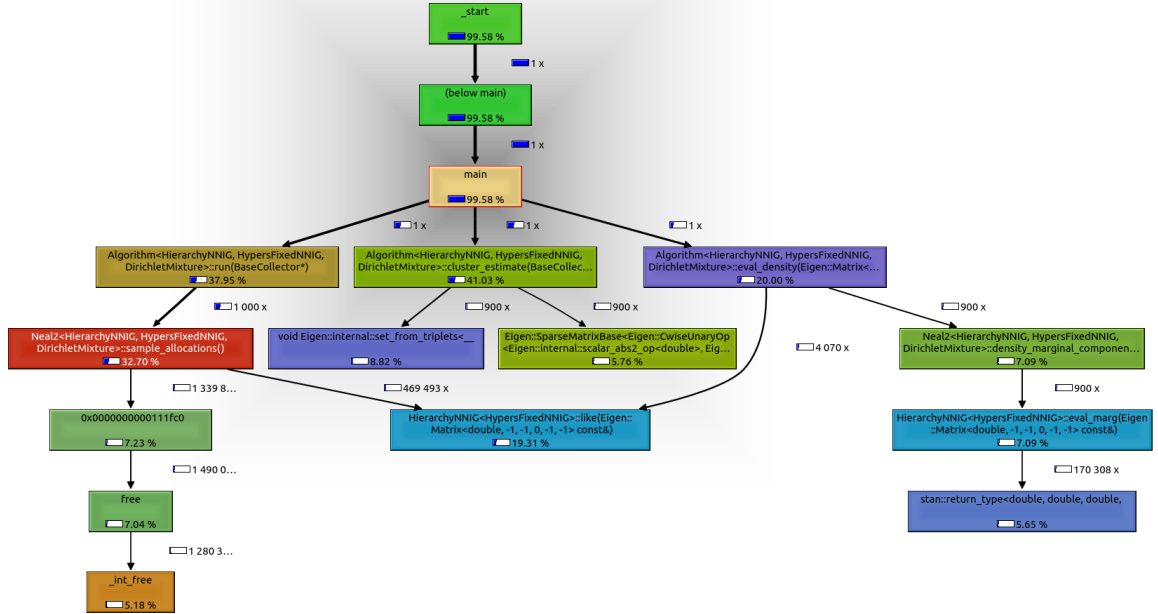 _start
99.58 %
1 x
(below main)
99.58 %
1 x
main
99.58 %
1 x
1 x
1 x
Algorithm<HierarchyNNIG, HypersFixedNNIG,
DirichletMixture>::run(BaseCollector*)
37.95 %
Algorithm<HierarchyNNIG, HypersFixedNNIG,
DirichletMixture>::cluster_estimate(BaseCollec...
41.03 %
Algorithm<HierarchyNNIG, HypersFixedNNIG,
DirichletMixture>::eval_density(Eigen::Matrix<...
20.00 %
1 000 x
900 x
900 x
900 x
Neal2<HierarchyNNIG, HypersFixedNNIG,
DirichletMixture>::sample_allocations()
32.70 %
void Eigen::internal::set_from_triplets<__
8.82 %
Eigen::SparseMatrixBase<Eigen::CwiseUnaryOp
<Eigen::internal::scalar_abs2_op<double>, Eig...
5.76 %
4 070 x
Neal2<HierarchyNNIG, HypersFixedNNIG,
DirichletMixture>::density_marginal_componen...
7.09 %
1 339 8...
469 493 x
900 x
0x0000000000111fc0
7.23 %
HierarchyNNIG<HypersFixedNNIG>::like(Eigen::
Matrix<double, -1, -1, 0, -1, -1> const&)
19.31 %
HierarchyNNIG<HypersFixedNNIG>::eval_marg(Eigen
::Matrix<double, -1, -1, 0, -1, -1> const&)
7.09 %
1 490 0...
170 308 x
free
7.04 %
stan::return_type<double, double, double,
5.65 %
1 280 3...
_int_free
5.18 %